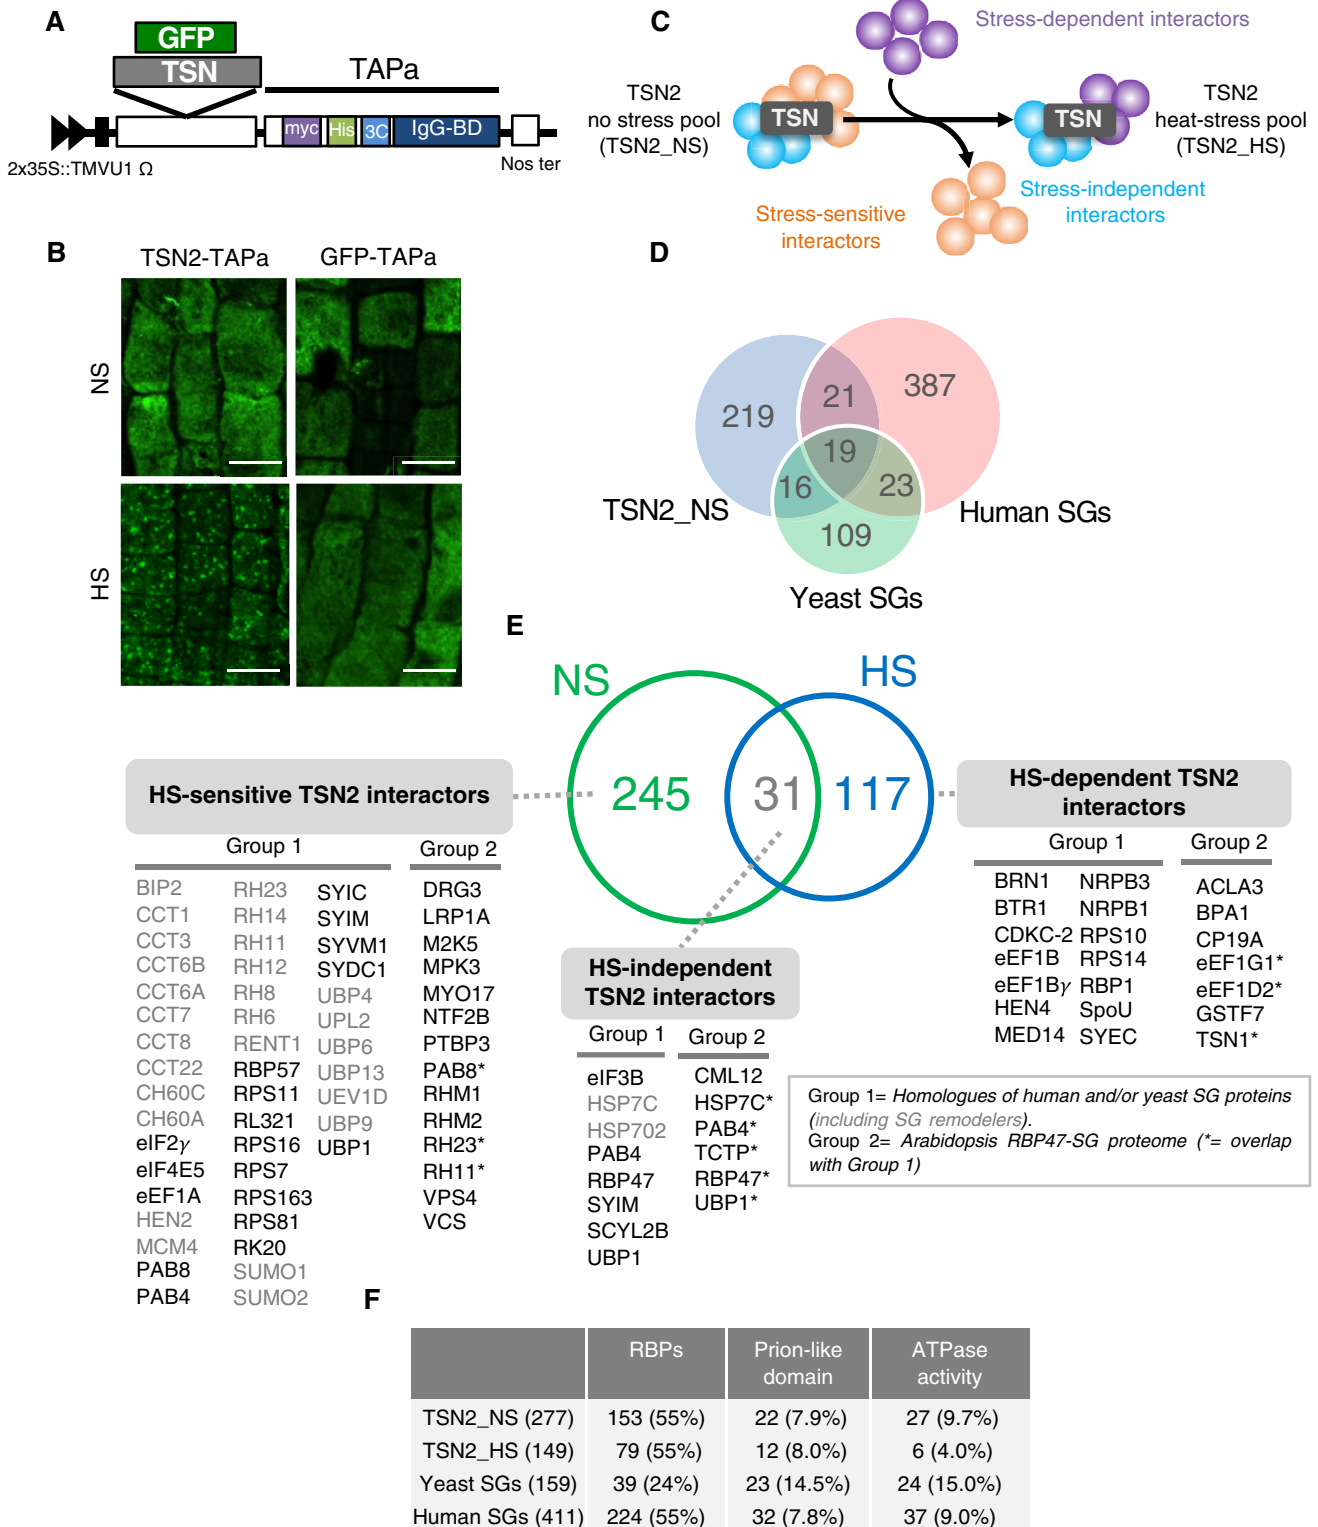 A
GFP
TSN
TAPa
myc
His
3C
IgG-BD
2x35S::TMVU1 Ω
Nos ter
C
Stress-dependent interactors
TSN2
no stress pool
(TSN2_NS)
TSN
TSN
TSN2
heat-stress pool
(TSN2_HS)
Stress-sensitive
interactors
Stress-independent
interactors
B
TSN2-TAPa
GFP-TAPa
NS
HS
D
219
21
387
19
16
23
109
TSN2_NS
Human SGs
Yeast SGs
E
NS
HS
245
31
117
HS-sensitive TSN2 interactors
Group 1
Group 2
BIP2
CCT1
CCT3
CCT6B
CCT6A
CCT7
CCT8
CCT22
CH60C
CH60A
eIF2γ
eIF4E5
eEF1A
HEN2
MCM4
PAB8
PAB4
RH23
RH14
RH11
RH12
RH8
RH6
RENT1
RBP57
RPS11
RL321
RPS16
RPS7
RPS163
RPS81
RK20
SUMO1
SUMO2
SYIC
SYIM
SYVM1
SYDC1
UBP4
UPL2
UBP6
UBP13
UEV1D
UBP9
UBP1
DRG3
LRP1A
M2K5
MPK3
MYO17
NTF2B
PTBP3
PAB8*
RHM1
RHM2
RH23*
RH11*
VPS4
VCS
HS-independent
TSN2 interactors
Group 1
Group 2
eIF3B
HSP7C
HSP702
PAB4
RBP47
SYIM
SCYL2B
UBP1
CML12
HSP7C*
PAB4*
TCTP*
RBP47*
UBP1*
HS-dependent TSN2
interactors
Group 1
Group 2
BRN1
BTR1
CDKC-2
eEF1B
eEF1Bγ
HEN4
MED14
NRPB3
NRPB1
RPS10
RPS14
RBP1
SpoU
SYEC
ACLA3
BPA1
CP19A
eEF1G1*
eEF1D2*
GSTF7
TSN1*
Group 1= Homologues of human and/or yeast SG proteins
(including SG remodelers).
Group 2= Arabidopsis RBP47-SG proteome (*= overlap
with Group 1)
F
RBPs
Prion-like
domain
ATPase
activity
TSN2_NS (277) 153 (55%) 22 (7.9%) 27 (9.7%)
TSN2_HS (149) 79 (55%) 12 (8.0%) 6 (4.0%)
Yeast SGs (159) 39 (24%) 23 (14.5%) 24 (15.0%)
Human SGs (411) 224 (55%) 32 (7.8%) 37 (9.0%)